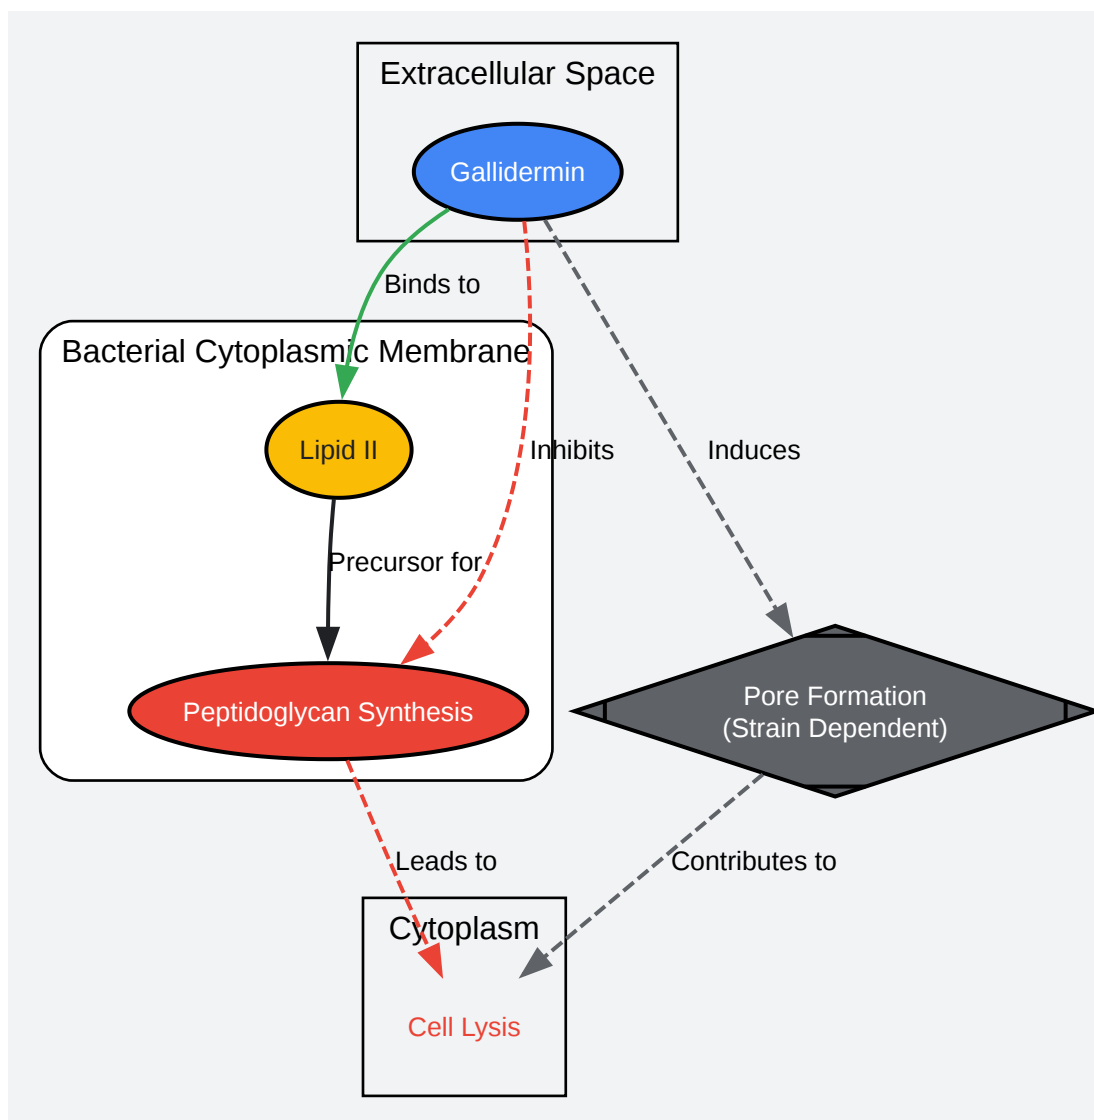 Extracellular Space
Gallidermin
Binds to
Bacterial Cytoplasmic Membrane
Lipid II
Inhibits
Induces
Precursor for
Peptidoglycan Synthesis
Pore Formation
(Strain Dependent)
Leads to
Contributes to
Cytoplasm
Cell Lysis